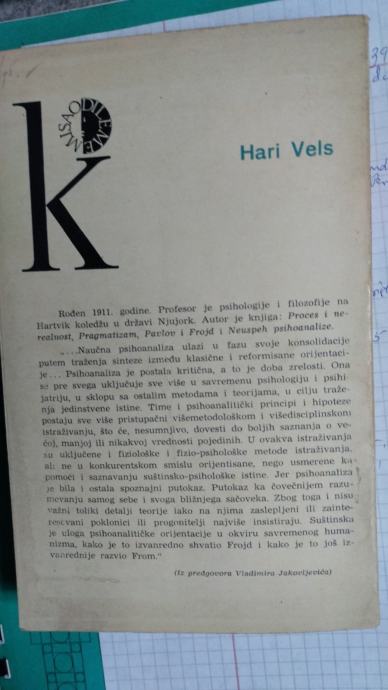 k
MISAO DILEME
Hari Vels
Rođen 1911. godine. Profesor je psihologije i filozofije na
Hartvik koledžu u državi Njujork. Autor je knjiga: Proces i ne-
realnost, Pragmatizam, Pavlov i Frojd i Neuspeh psihoanalize.
„...Naučna psihoanaliza ulazi u fazu svoje konsolidacije
putem traženja sinteze između klasične i reformisane orijentaci-
je... Psihoanaliza je postala kritična, a to je doba zrelosti. Ona
se pre svega uključuje sve više u savremenu psihologiju i psihi-
jatriju, u sklopu sa ostalim metodama i teorijama, u cilju traže-
nja jedinstvene istine. Time i psihoanalitički principi i hipoteze
postaju sve više pristupačni višemetodološkom i višedisciplinskom
istraživanju, što će, nesumnjivo, dovesti do boljih saznanja o ve-
ćoj, manjoj ili nikakvoj vrednosti pojedinih. U ovakva istraživanja
su uključene i fiziološke i fizio-psihološke metode istraživanja,
ali ne u konkurentskom smislu orijentisane, nego usmerene ka
pomoći i saznavanju suštinsko-psihološke istine. Jer psihoanaliza
je bila i ostala spoznajni putokaz. Putokaz ka čovečnijem razu-
mevanju samog sebe i svoga bližnjega sačoveka. Zbog toga i nisu
važni toliki detalji teorije iako na njima zaslepljeni ili zainte-
resovani poklonici ili progonitelji najviše insistiraju. Suštinska
je uloga psihoanalitičke orijentacije u okviru savremenog huma-
nizma, kako je to izvanredno shvatio Frojd i kako je to još iz-
vanrednije razvio From.“
(Iz predgovora Vladimira Jakovljevića)
39